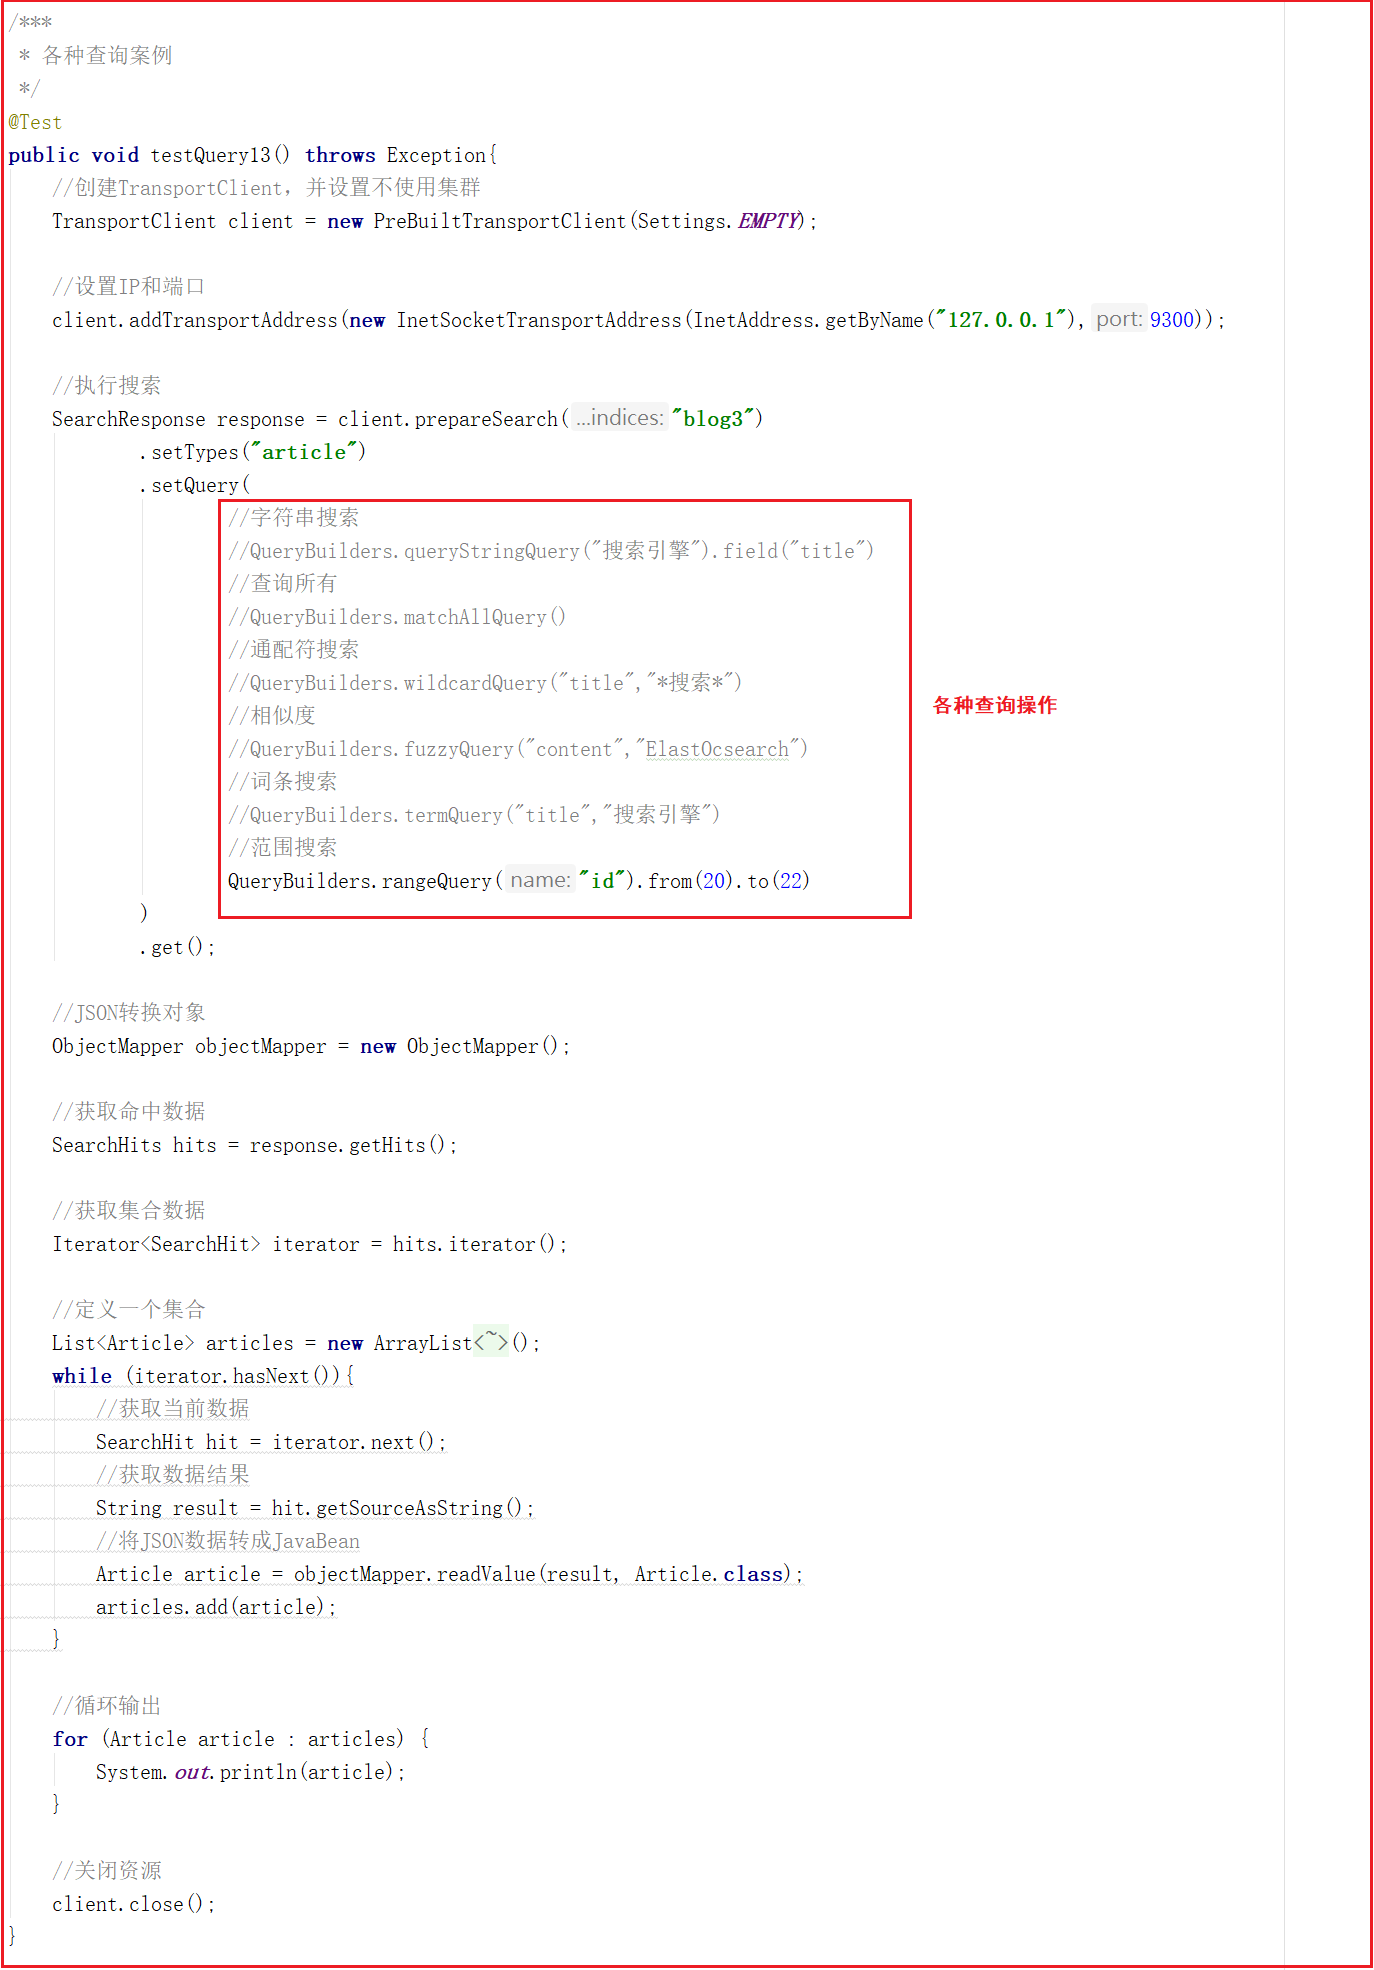 /***
 * 各种查询案例
 */
@Test
public void testQuery13() throws Exception{
    //创建TransportClient，并设置不使用集群
    TransportClient client = new PreBuiltTransportClient(Settings.EMPTY);

    //设置IP和端口
    client.addTransportAddress(new InetSocketTransportAddress(InetAddress.getByName("127.0.0.1"), port: 9300));

    //执行搜索
    SearchResponse response = client.prepareSearch( ...indices: "blog3")
            .setTypes("article")
            .setQuery(
                    //字符串搜索
                    //QueryBuilders.queryStringQuery("搜索引擎").field("title")
                    //查询所有
                    //QueryBuilders.matchAllQuery()
                    //通配符搜索
                    //QueryBuilders.wildcardQuery("title","*搜索*")
                    //相似度
                    //QueryBuilders.fuzzyQuery("content","ElastOcsearch")
                    //词条搜索
                    //QueryBuilders.termQuery("title","搜索引擎")
                    //范围搜索
                    QueryBuilders.rangeQuery( name: "id").from(20).to(22)
            )
            .get();
各种查询操作

    //JSON转换对象
    ObjectMapper objectMapper = new ObjectMapper();

    //获取命中数据
    SearchHits hits = response.getHits();

    //获取集合数据
    Iterator<SearchHit> iterator = hits.iterator();

    //定义一个集合
    List<Article> articles = new ArrayList<~>();
    while (iterator.hasNext()){
        //获取当前数据
        SearchHit hit = iterator.next();
        //获取数据结果
        String result = hit.getSourceAsString();
        //将JSON数据转成JavaBean
        Article article = objectMapper.readValue(result, Article.class);
        articles.add(article);
    }

    //循环输出
    for (Article article : articles) {
        System.out.println(article);
    }

    //关闭资源
    client.close();
}